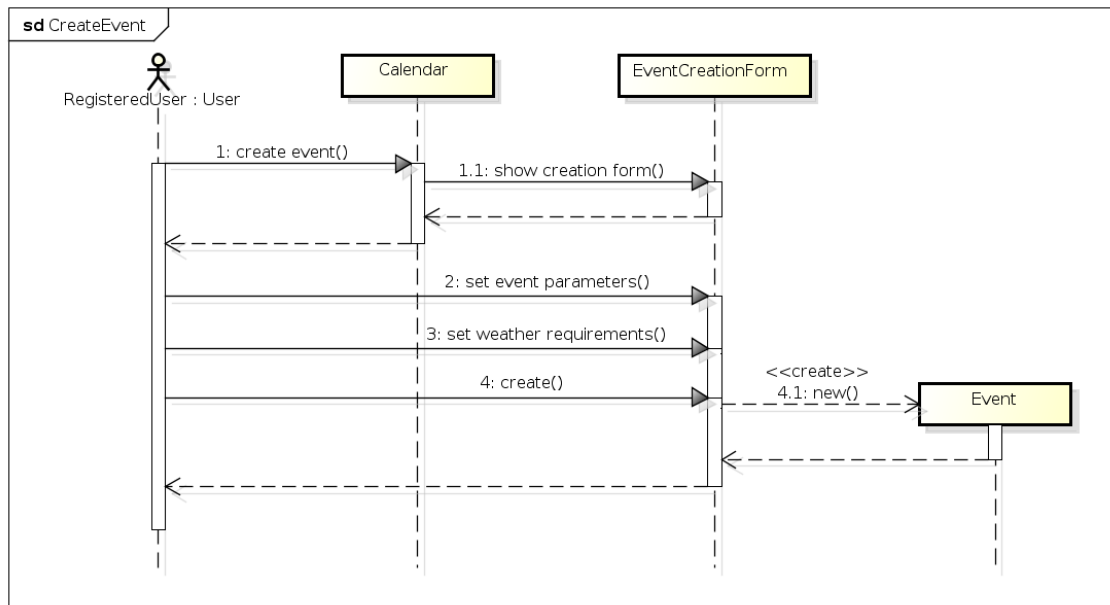 sd CreateEvent
Calendar
EventCreationForm
RegisteredUser : User
1: create event()
1.1: show creation form()
2: set event parameters()
3: set weather requirements()
4: create()
<<create>>
4.1: new()
Event